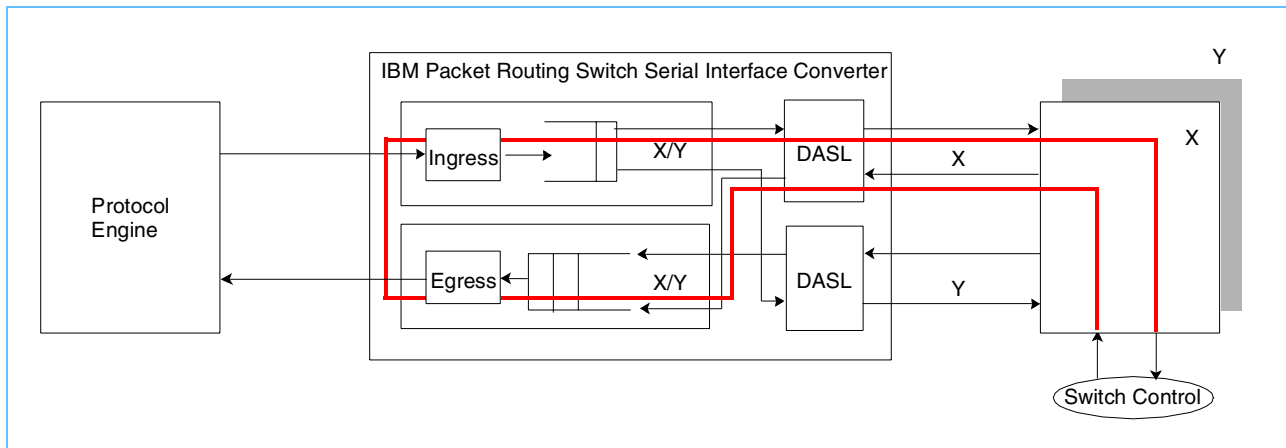 Y
IBM Packet Routing Switch Serial Interface Converter
X
Ingress
X/Y
DASL
X
Protocol
Engine
Egress
X/Y
DASL
Y
Switch Control